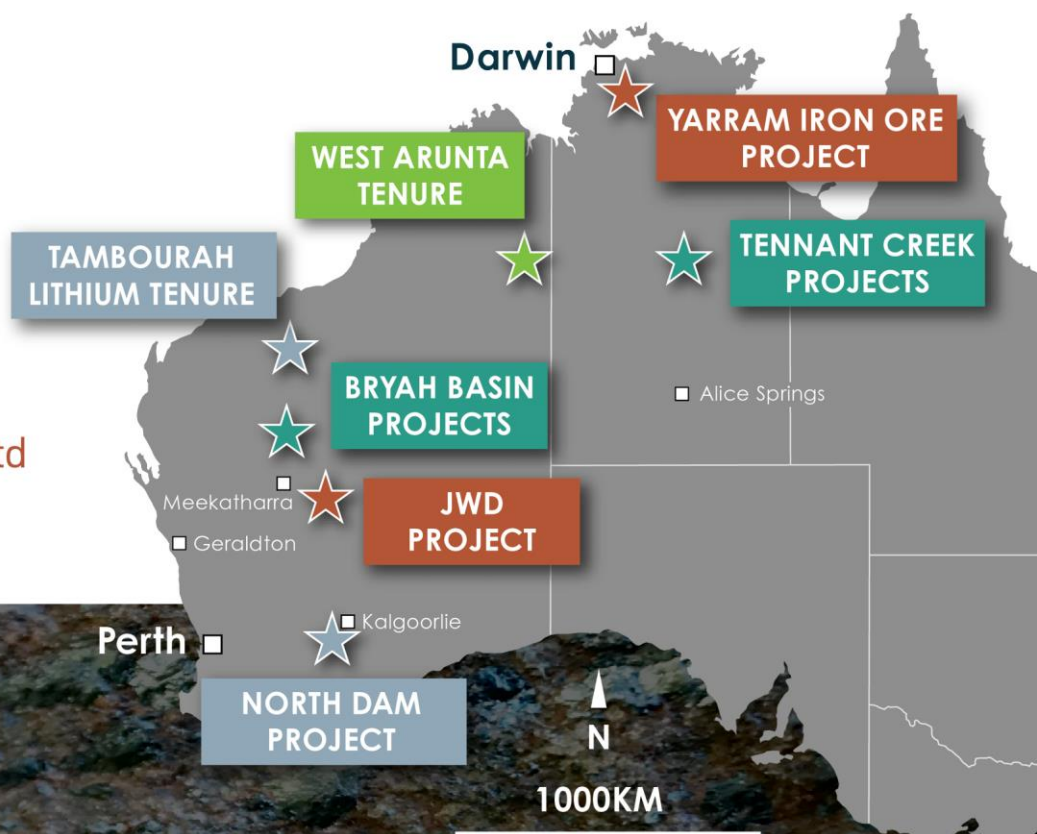 Darwin
YARRAM IRON ORE
PROJECT
WEST ARUNTA
TENURE
TENNANT CREEK
PROJECTS
TAMBOURAH
LITHIUM TENURE
BRYAH BASIN
PROJECTS
Alice Springs
td
Meekatharra
JWD
PROJECT
Geraldton
Kalgoorlie
Perth
NORTH DAM
PROJECT
N
1000KM